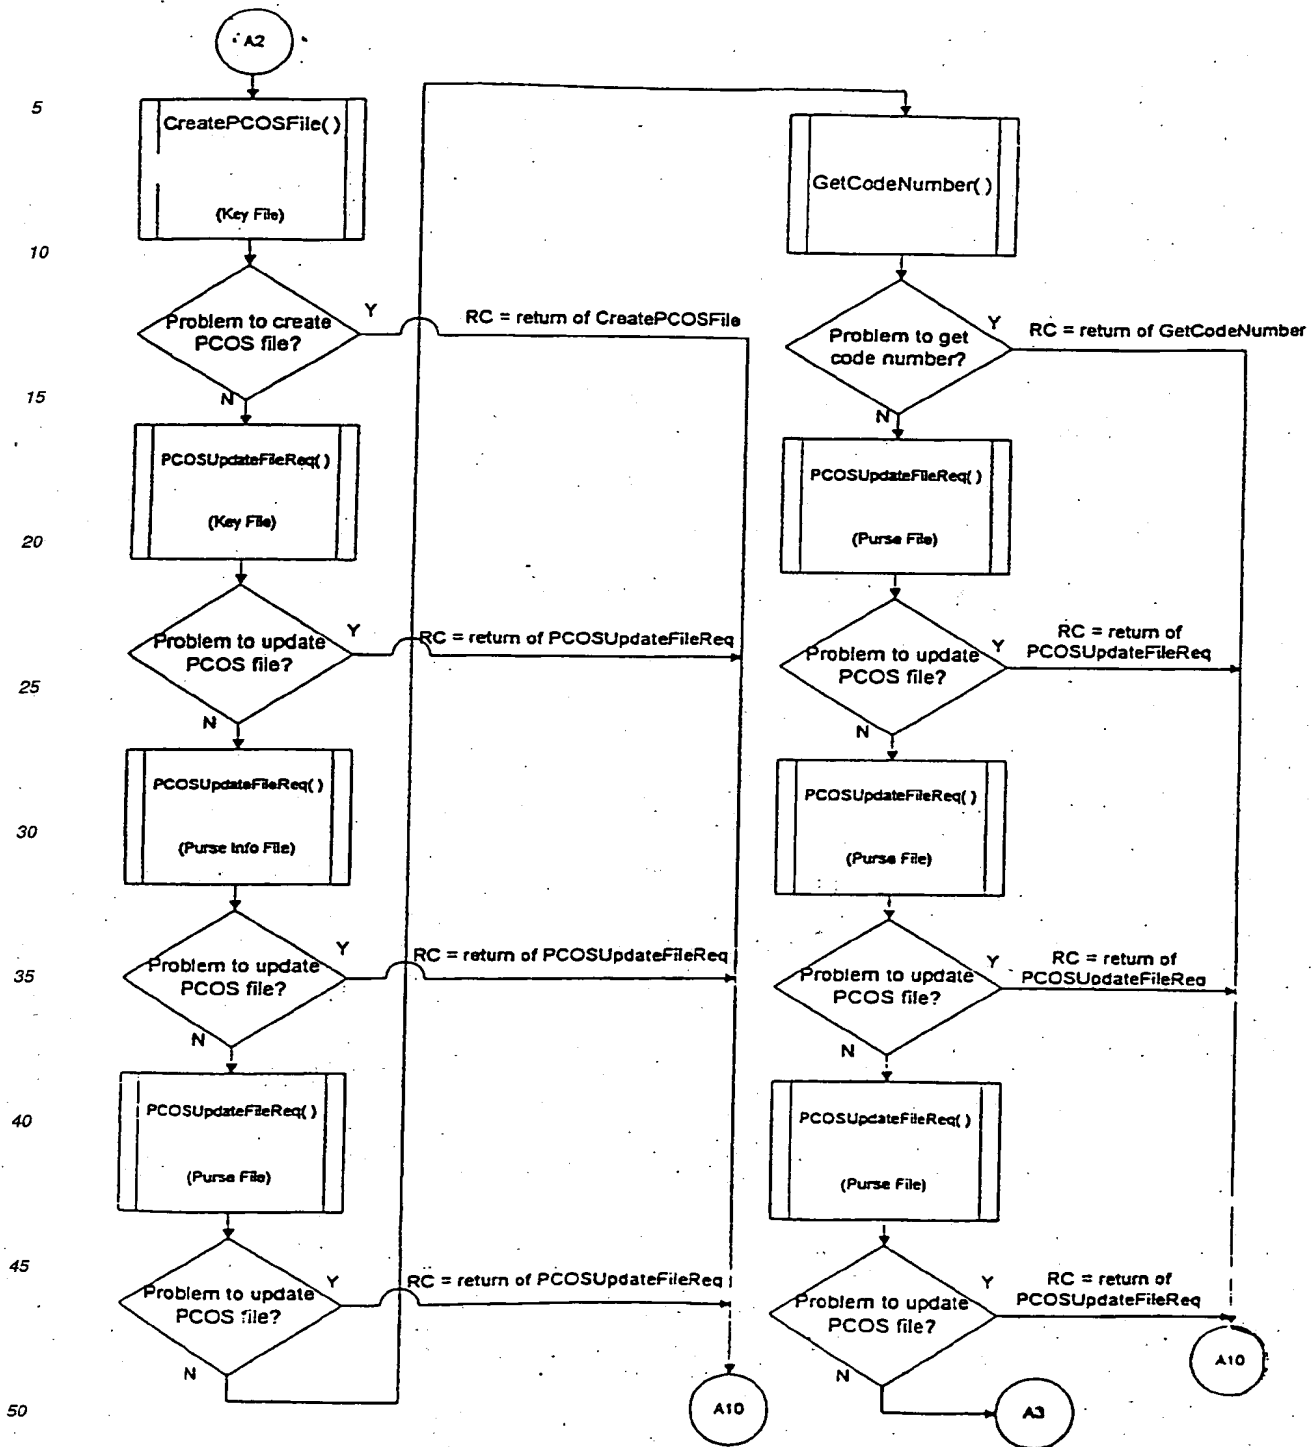 A2
5
CreatePCOSFile( )
(Key File)
10
Problem to create
PCOS file?
Y
RC = return of CreatePCOSFile
N
15
PCOSUpdateFileReq( )
(Key File)
20
Problem to update
PCOS file?
Y
RC = return of PCOSUpdateFileReq
N
25
PCOSUpdateFileReq( )
(Purse Info File)
30
Problem to update
PCOS file?
Y
RC = return of PCOSUpdateFileReq
N
35
PCOSUpdateFileReq( )
(Purse File)
40
Problem to update
PCOS file?
Y
RC = return of PCOSUpdateFileReq
N
45
A10
50
GetCodeNumber( )
Problem to get
code number?
Y
RC = return of GetCodeNumber
N
PCOSUpdateFileReq( )
(Purse File)
Problem to update
PCOS file?
Y
RC = return of
PCOSUpdateFileReq
N
PCOSUpdateFileReq( )
(Purse File)
Problem to update
PCOS file?
Y
RC = return of
PCOSUpdateFileReq
N
PCOSUpdateFileReq( )
(Purse File)
Problem to update
PCOS file?
Y
RC = return of
PCOSUpdateFileReq
N
A10
A3